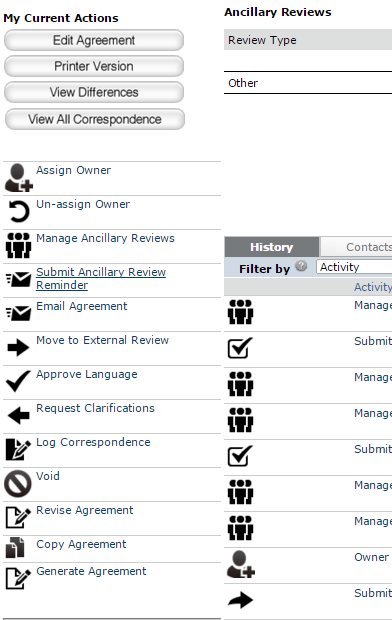 My Current Actions
Edit Agreement
Printer Version
View Differences
View All Correspondence
Assign Owner
Un-assign Owner
Manage Ancillary Reviews
Submit Ancillary Review
Reminder
Email Agreement
Move to External Review
Approve Language
Request Clarifications
Log Correspondence
Void
Revise Agreement
Copy Agreement
Generate Agreement
Ancillary Reviews
Review Type
Other
History
Contacts
Filter by
Activity
Activity
Manage
Submit
Manage
Manage
Submit
Manage
Manage
Owner
Submit